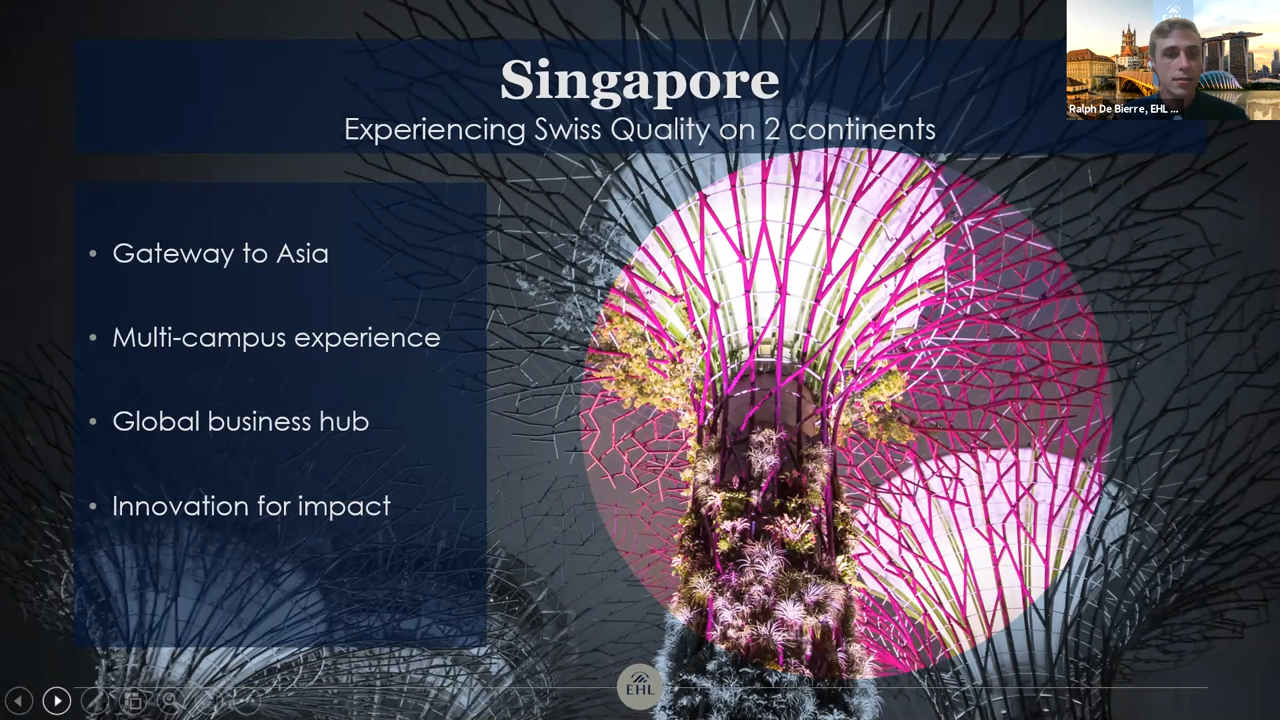 Singapore
Experiencing Swiss Quality on 2 continents
Ralph De Bierre, EHL ...
• Gateway to Asia
• Multi-campus experience
• Global business hub
• Innovation for impact
EHL